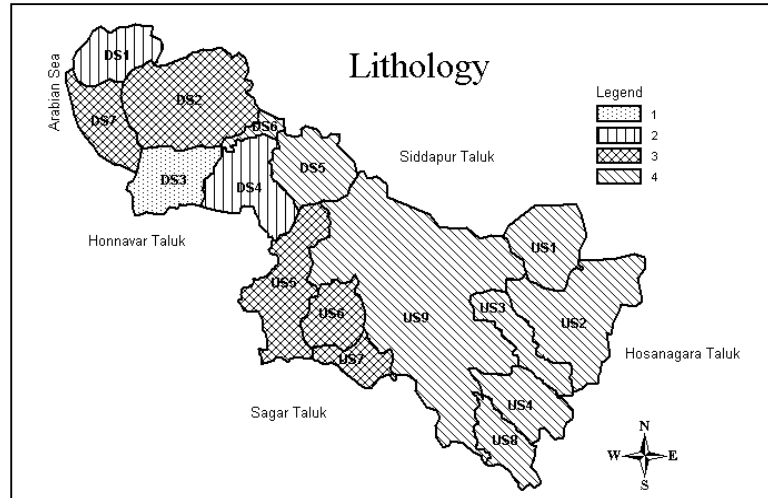 Lithology
Legend
1
2
3
4
Arabian Sea
DS1
DS2
DS7
DS6
DS3
DS4
DS5
Siddapur Taluk
Honnavar Taluk
US1
US5
US3
US2
US6
US9
US7
Hosanagara Taluk
US4
Sagar Taluk
US8
N
W
E
S